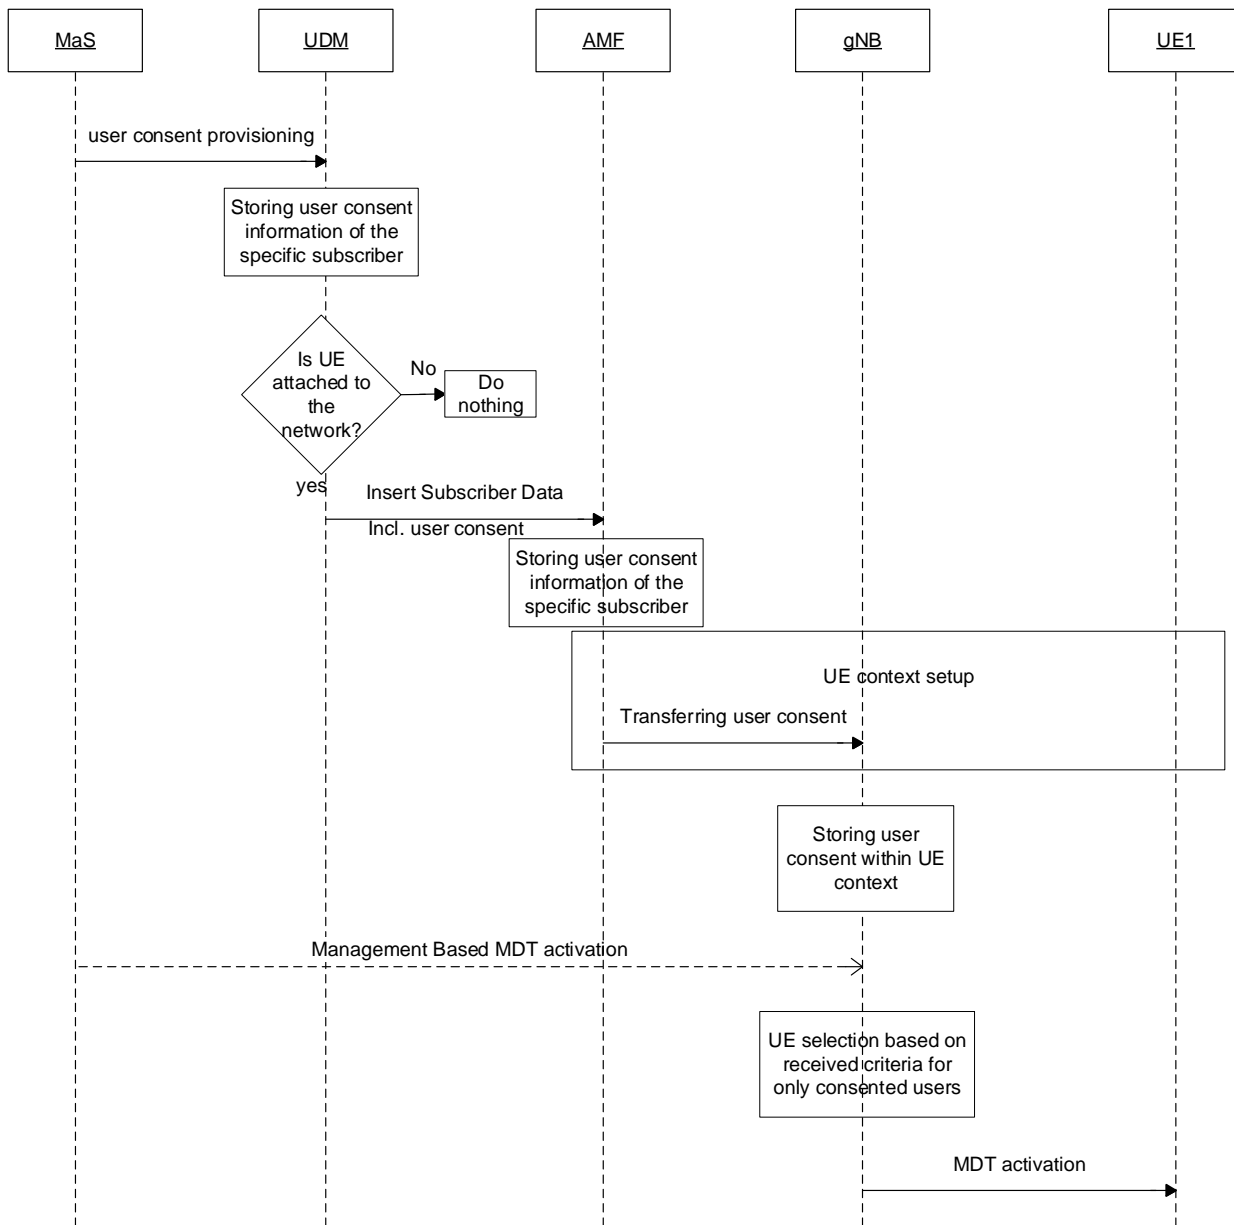 MaS
UDM
AMF
gNB
UE1
user consent provisioning
Storing user consent
information of the
specific subscriber
Is UE
attached to
the
network?
No
Do
nothing
yes
Insert Subscriber Data
Incl. user consent
Storing user consent
information of the
specific subscriber
UE context setup
Transferring user consent
Storing user
consent within UE
context
Management Based MDT activation
UE selection based on
received criteria for
only consented users
MDT activation